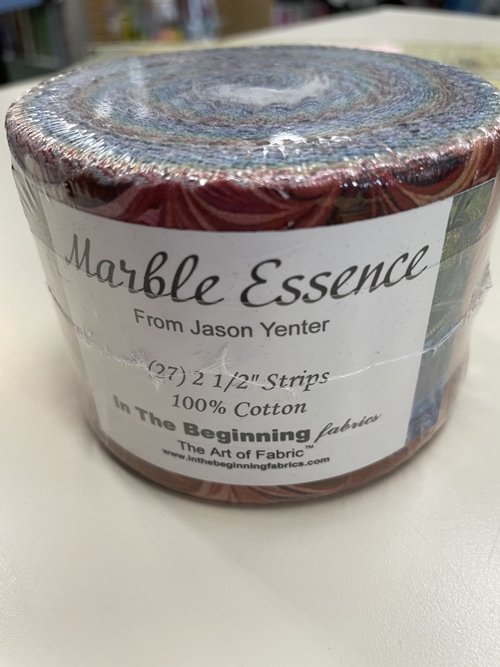 Marble Essence
From Jason Yenter
(27) 2 1/2" Strips
100% Cotton
In The Beginning fabrics
The Art of Fabric™
www.inthebeginningfabrics.com